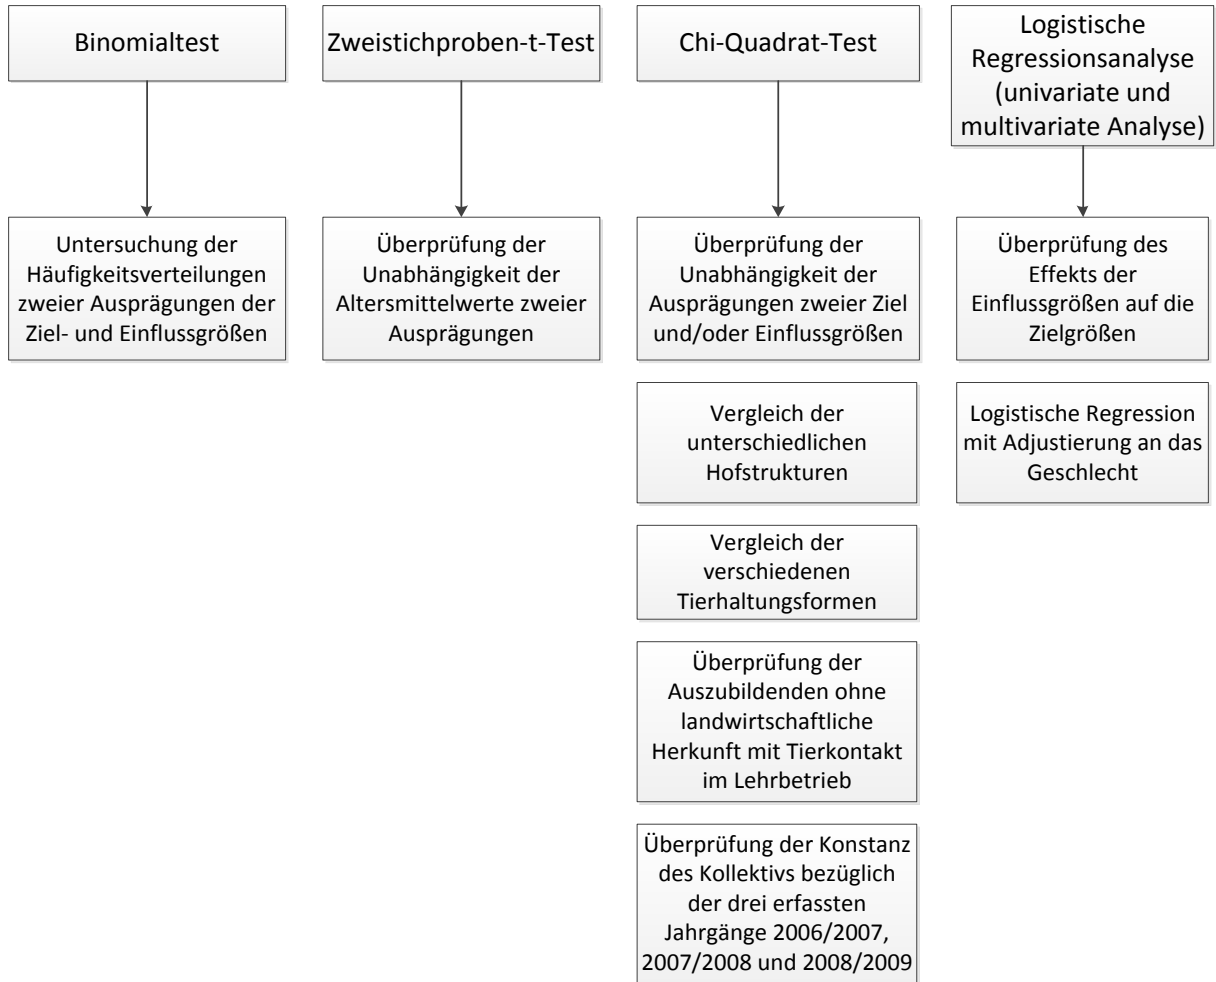 Binomialtest
Zweistichproben-t-Test
Chi-Quadrat-Test
Logistische
Regressionsanalyse
(univariate und
multivariate Analyse)
Untersuchung der
Häufigkeitsverteilungen
zweier Ausprägungen der
Ziel- und Einflussgrößen
Überprüfung der
Unabhängigkeit der
Altersmittelwerte zweier
Ausprägungen
Überprüfung der
Unabhängigkeit der
Ausprägungen zweier Ziel
und/oder Einflussgrößen
Überprüfung des
Effekts der
Einflussgrößen auf die
Zielgrößen
Vergleich der
unterschiedlichen
Hofstrukturen
Logistische Regression
mit Adjustierung an das
Geschlecht
Vergleich der
verschiedenen
Tierhaltungsformen
Überprüfung der
Auszubildenden ohne
landwirtschaftliche
Herkunft mit Tierkontakt
im Lehrbetrieb
Überprüfung der Konstanz
des Kollektivs bezüglich
der drei erfassten
Jahrgänge 2006/2007,
2007/2008 und 2008/2009